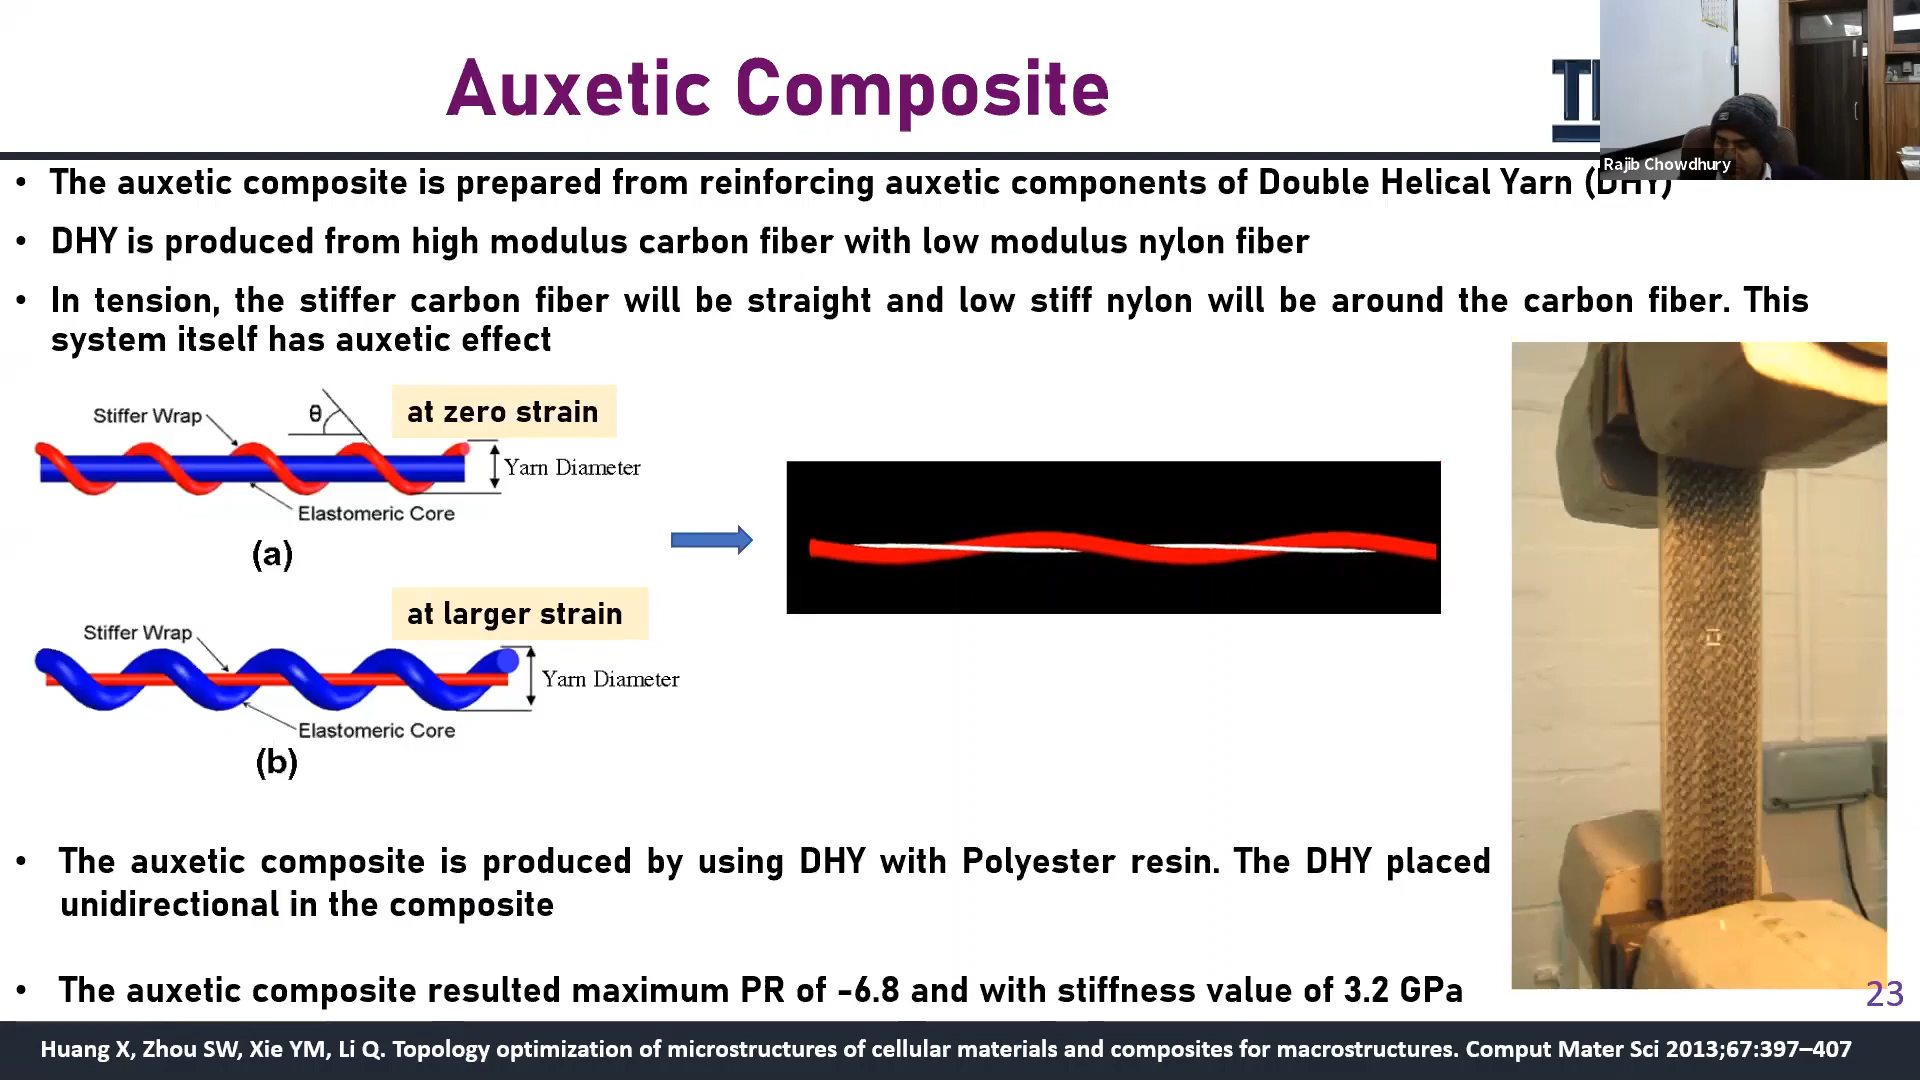 Auxetic Composite
Rajib Chowdhury
• The auxetic composite is prepared from reinforcing auxetic components of Double Helical Yarn (DHY)
• DHY is produced from high modulus carbon fiber with low modulus nylon fiber
• In tension, the stiffer carbon fiber will be straight and low stiff nylon will be around the carbon fiber. This
system itself has auxetic effect
at zero strain
Stiffer Wrap
θ
Yarn Diameter
Elastomeric Core
(a)
at larger strain
Stiffer Wrap
Yarn Diameter
Elastomeric Core
(b)
• The auxetic composite is produced by using DHY with Polyester resin. The DHY placed
unidirectional in the composite
• The auxetic composite resulted maximum PR of -6.8 and with stiffness value of 3.2 GPa
23
Huang X, Zhou SW, Xie YM, Li Q. Topology optimization of microstructures of cellular materials and composites for macrostructures. Comput Mater Sci 2013;67:397–407